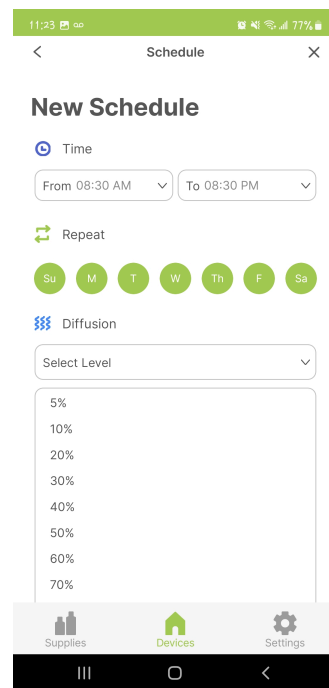 11:23 77%
Schedule
New Schedule
Time
From 08:30 AM To 08:30 PM
Repeat
Su M T W Th F Sa
Diffusion
Select Level
5%
10%
20%
30%
40%
50%
60%
70%
Supplies Devices Settings